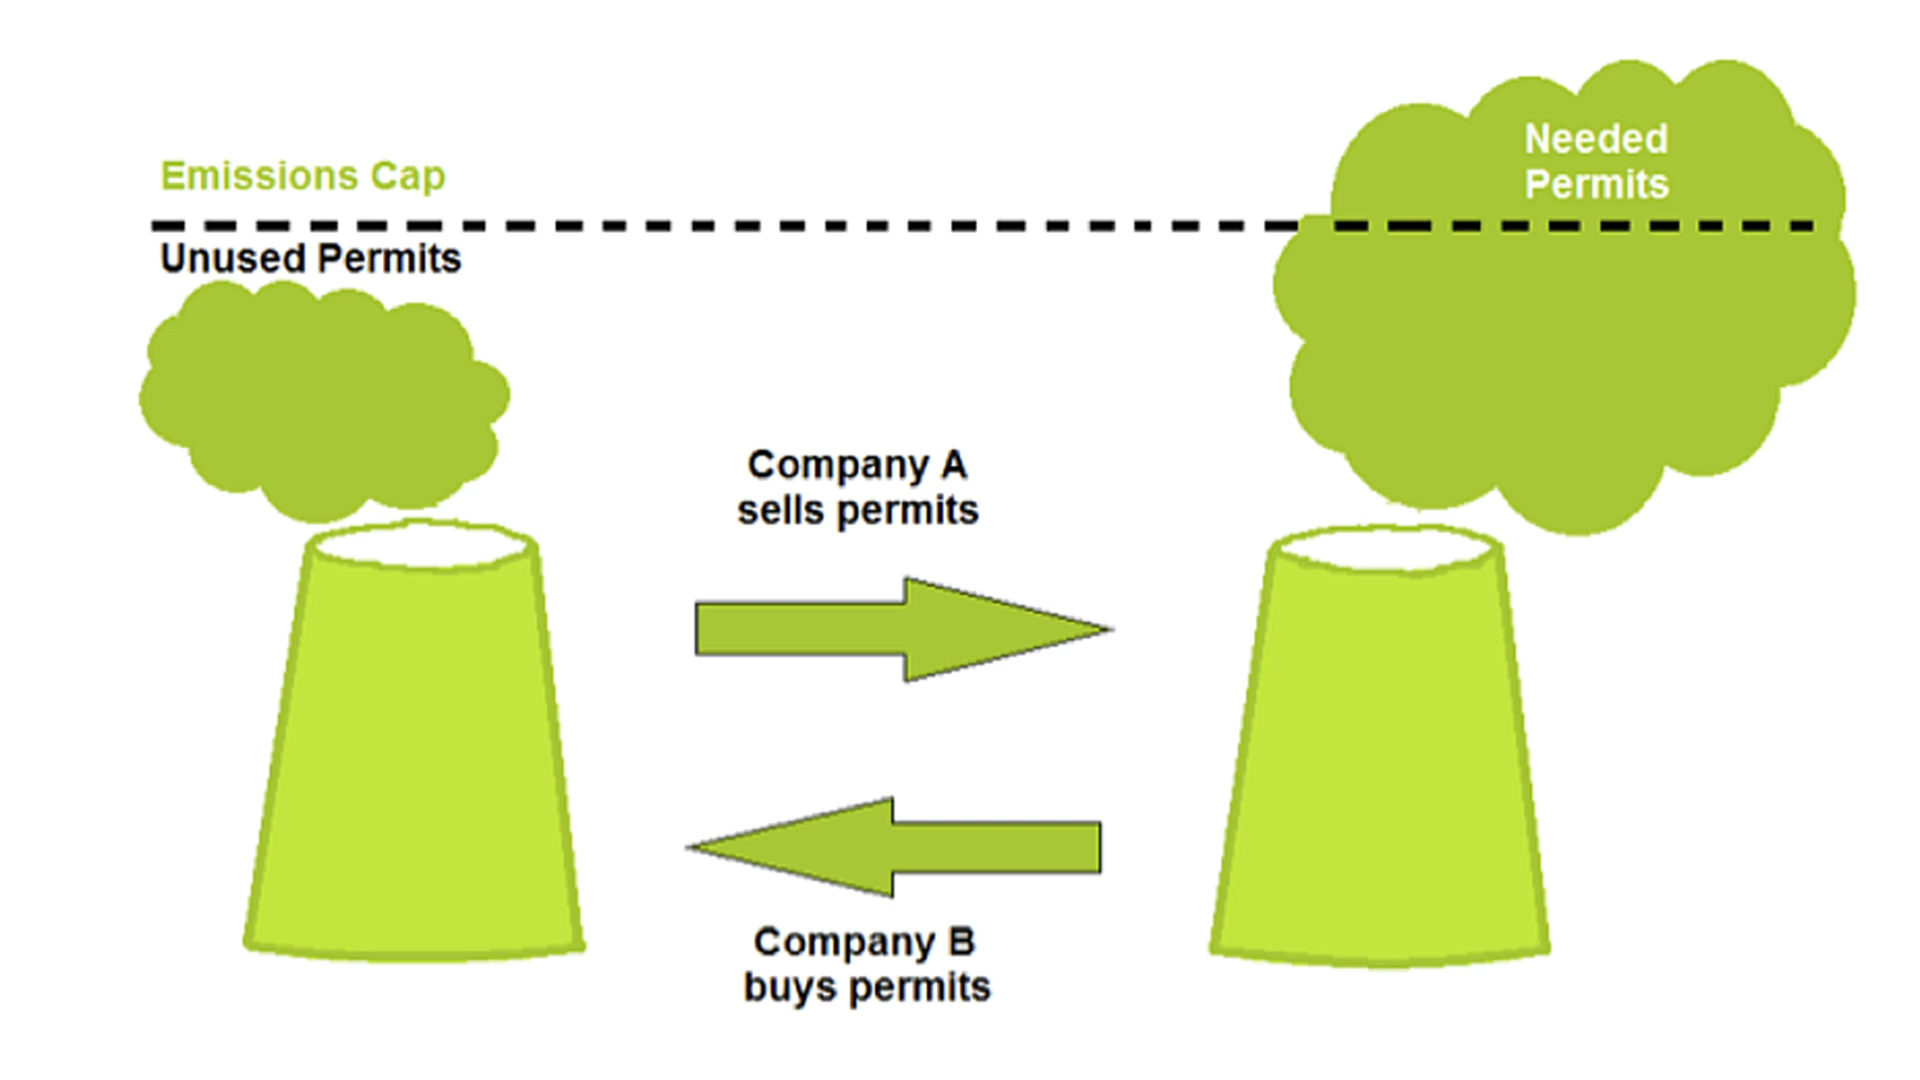 Emissions Cap
Unused Permits
Needed
Permits
Company A
sells permits
Company B
buys permits